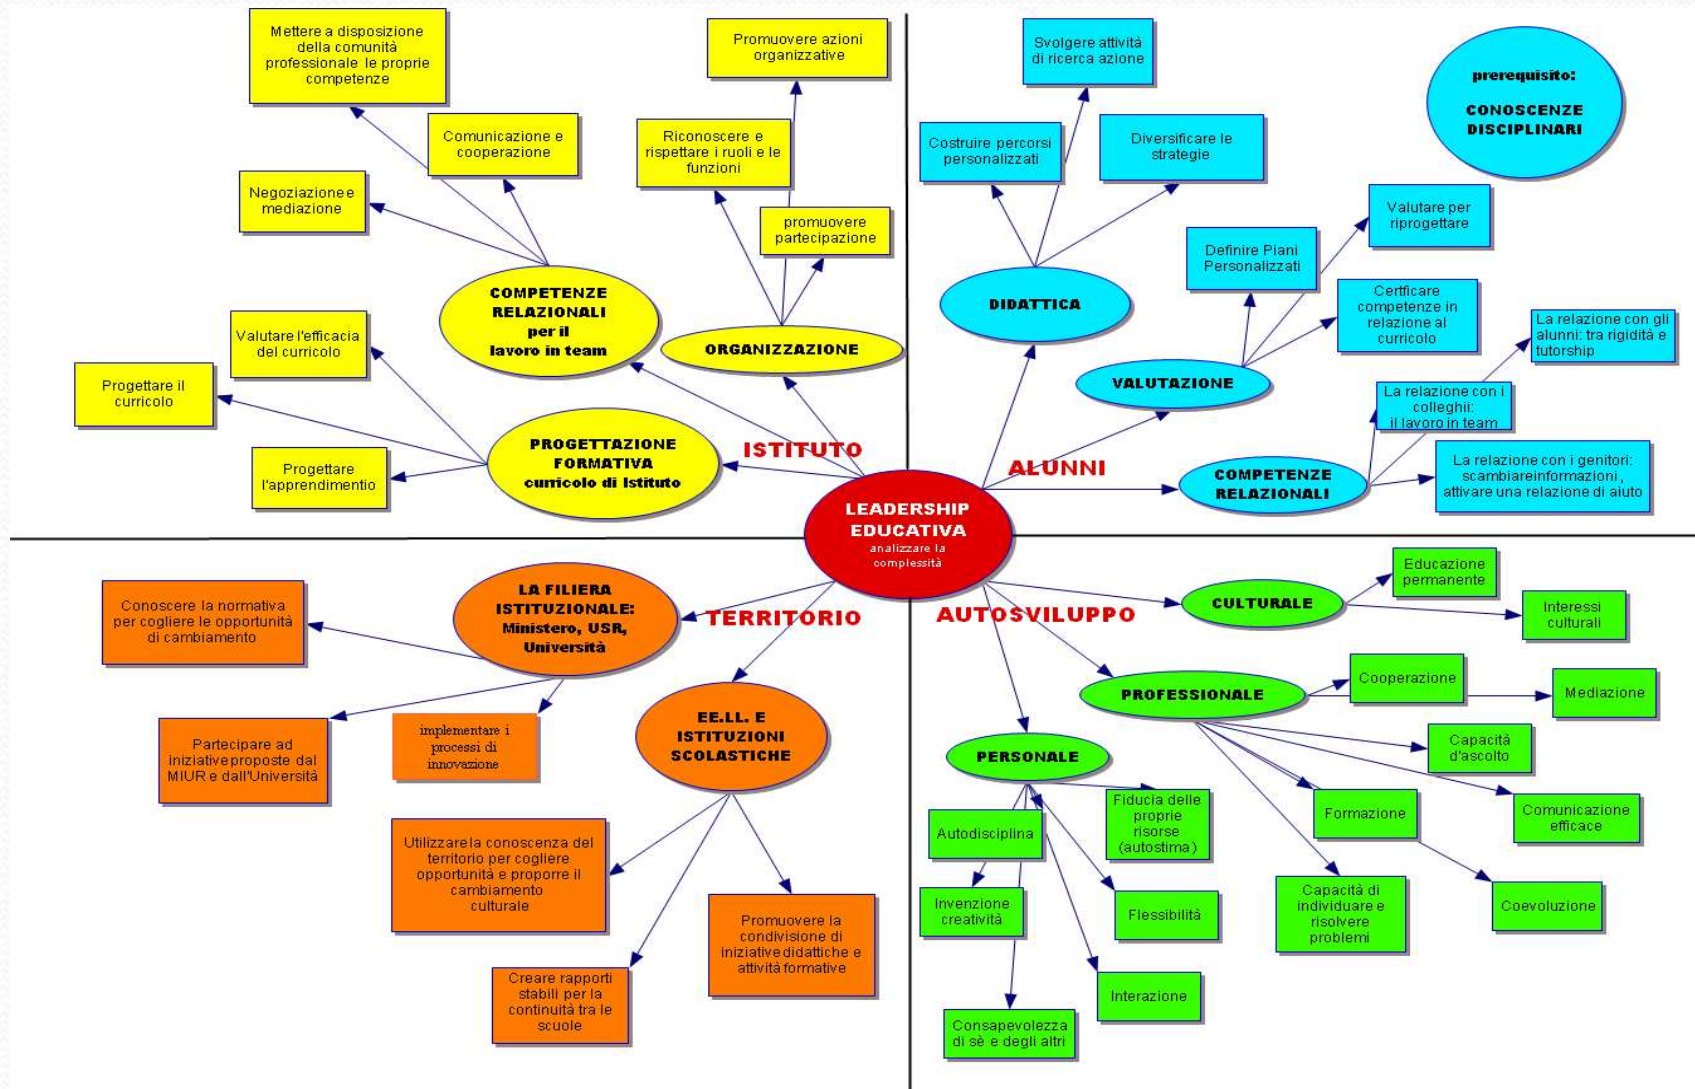 Mettere a disposizione
della comunità
professionale le proprie
competenze
Promuovere azioni
organizzative
Comunicazione e
cooperazione
Riconoscere e
rispettare i ruoli e le
funzioni
Negoziazione e
mediazione
promuovere
partecipazione
COMPETENZE
RELAZIONALI
per il
lavoro in team
ORGANIZZAZIONE
Valutare l'efficacia
del curricolo
Progettare il
curricolo
PROGETTAZIONE
FORMATIVA
curricolo di Istituto
Progettare
l'apprendimentio
ISTITUTO
Svolgere attività
di ricerca azione
prerequisito:
CONOSCENZE
DISCIPLINARI
Costruire percorsi
personalizzati
Diversificare le
strategie
Valutare per
riprogettare
Definire Piani
Personalizzati
DIDATTICA
Certficare
competenze in
relazione al
curricolo
La relazione con gli
alunni: tra rigidità e
tutorship
VALUTAZIONE
La relazione con i
colleghii:
il lavoro in team
ALUNNI
COMPETENZE
RELAZIONALI
La relazione con i genitori:
scambiare informazioni ,
attivare una relazione di aiuto
LEADERSHIP
EDUCATIVA
analizzare la
complessità
LA FILIERA
ISTITUZIONALE:
Ministero, USR,
Università
TERRITORIO
Conoscere la normativa
per cogliere le opportunità
di cambiamento
Partecipare ad
iniziative proposte dal
MIUR e dall'Università
implementare i
processi di
innovazione
EE.LL. E
ISTITUZIONI
SCOLASTICHE
Utilizzare la conoscenza del
territorio per cogliere
opportunità e proporre il
cambiamento
culturale
Promuovere la
condivisione di
iniziative didattiche e
attività formative
Creare rapporti
stabili per la
continuità tra le
scuole
AUTOSVILUPPO
CULTURALE
Educazione
permanente
Interessi
culturali
PROFESSIONALE
Cooperazione
Mediazione
Capacità
d'ascolto
PERSONALE
Autodisciplina
Fiducia delle
proprie
risorse
(autostima)
Formazione
Comunicazione
efficace
Invenzione
creatività
Flessibilità
Capacità di
individuare e
risolvere
problemi
Coevoluzione
Interazione
Consapevolezza
di sè e degli altri